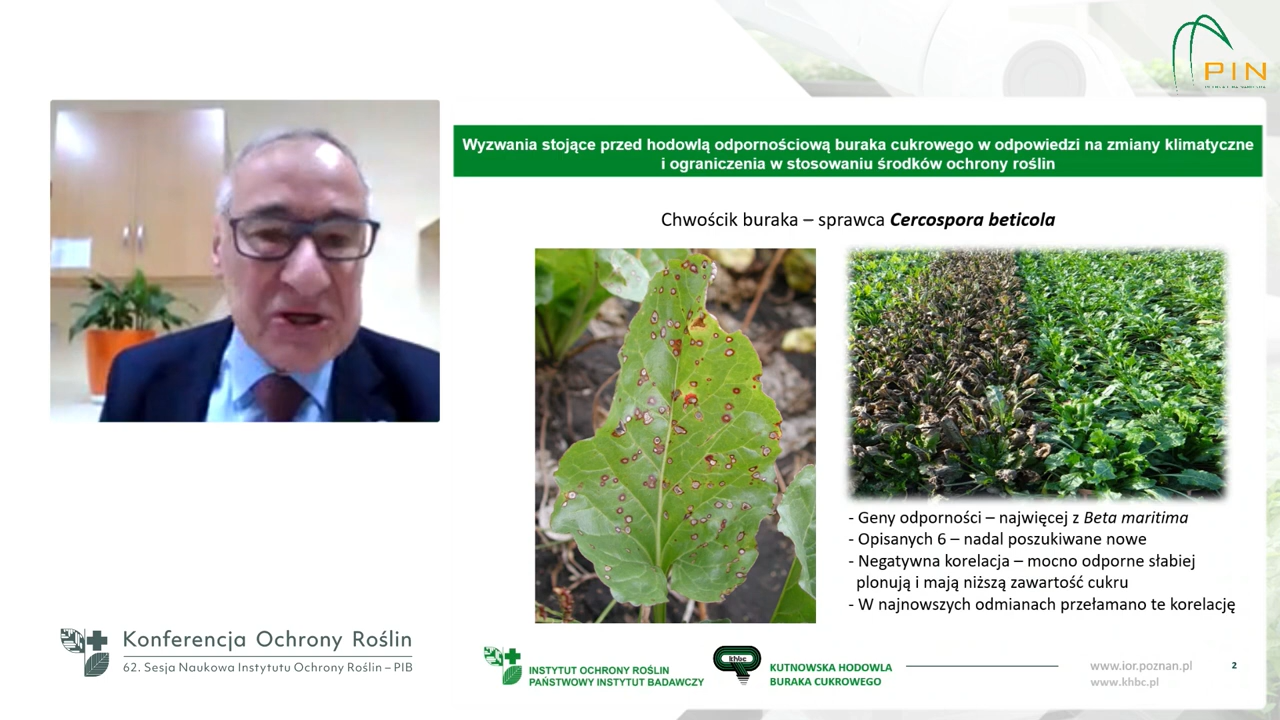 PIN
Wyzwania stojące przed hodowlą odpornościową buraka cukrowego w odpowiedzi na zmiany klimatyczne
i ograniczenia w stosowaniu środków ochrony roślin
Chwościk buraka – sprawca Cercospora beticola
- Geny odporności – najwięcej z Beta maritima
- Opisanych 6 – nadal poszukiwane nowe
- Negatywna korelacja – mocno odporne słabiej
plonują i mają niższą zawartość cukru
- W najnowszych odmianach przełamano te korelację
Konferencja Ochrony Roślin
62. Sesja Naukowa Instytutu Ochrony Roślin – PIB
INSTYTUT OCHRONY ROŚLIN
PAŃSTWOWY INSTYTUT BADAWCZY
khbc
KUTNOWSKA HODOWLA
BURAKA CUKROWEGO
www.ior.poznan.pl
www.khbc.pl
2